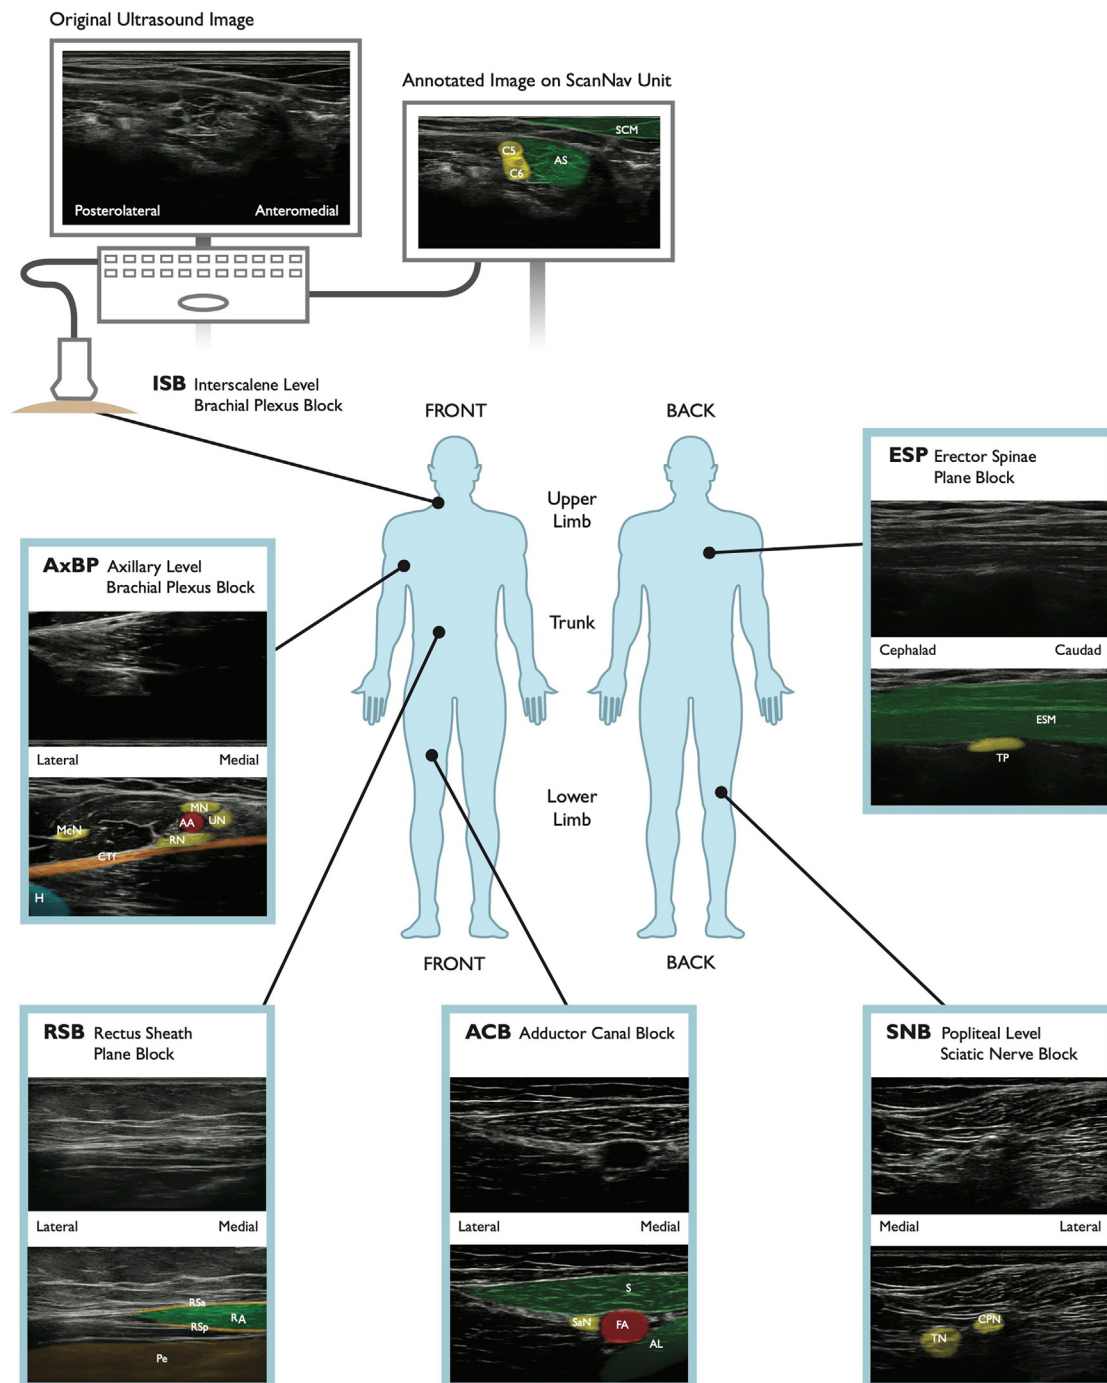 Original Ultrasound Image
Posterolateral
Anteromedial
Annotated Image on ScanNav Unit
SCM
C5
AS
C6
ISB Interscalene Level
Brachial Plexus Block
FRONT
BACK
Upper
Limb
Trunk
Lower
Limb
FRONT
BACK
AxBP Axillary Level
Brachial Plexus Block
Lateral
Medial
MN
UN
AA
McN
RN
CTf
H
ESP Erector Spinae
Plane Block
Cephalad
Caudad
ESM
TP
RSB Rectus Sheath
Plane Block
Lateral
Medial
RSa
RA
RSp
Pe
ACB Adductor Canal Block
Lateral
Medial
S
SaN
FA
AL
SNB Popliteal Level
Sciatic Nerve Block
Medial
Lateral
CPN
TN